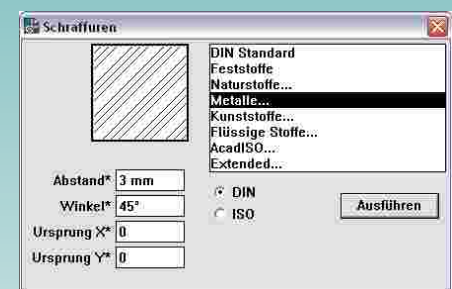 Schraffuren
DIN Standard
Feststoffe
Naturstoffe...
Metalle...
Kunststoffe...
Flüssige Stoffe...
AcadISO...
Extended...
Abstand* 3 mm
Winkel* 45°
Ursprung X* 0
Ursprung Y* 0
DIN
ISO
Ausführen